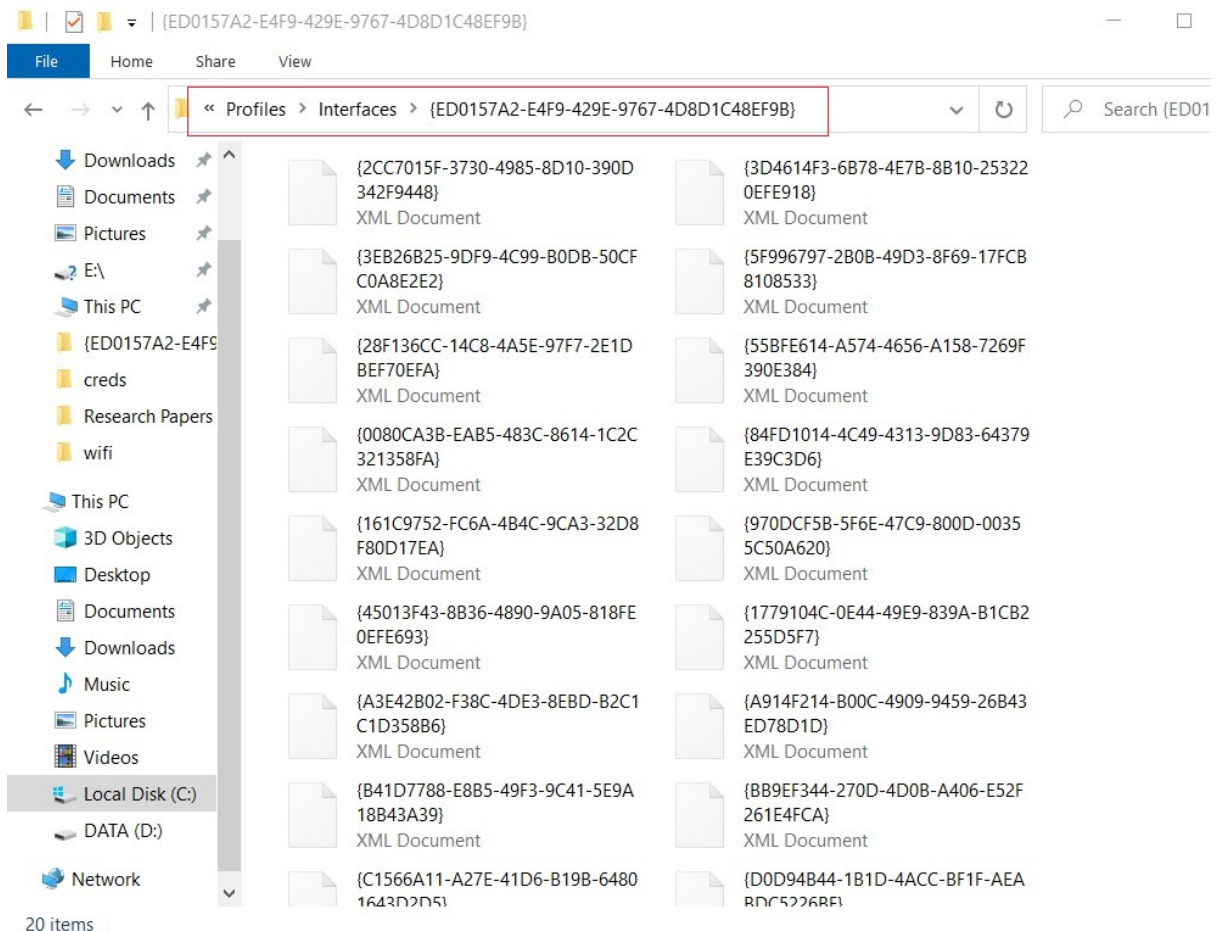 {ED0157A2-E4F9-429E-9767-4D8D1C48EF9B}
File Home Share View
« Profiles > Interfaces > {ED0157A2-E4F9-429E-9767-4D8D1C48EF9B}
Search {ED01
Downloads
Documents
Pictures
E:\
This PC
{ED0157A2-E4F9
creds
Research Papers
wifi
This PC
3D Objects
Desktop
Documents
Downloads
Music
Pictures
Videos
Local Disk (C:)
DATA (D:)
Network
{2CC7015F-3730-4985-8D10-390D
342F9448}
XML Document
{3D4614F3-6B78-4E7B-8B10-25322
0EFE918}
XML Document
{3EB26B25-9DF9-4C99-B0DB-50CF
C0A8E2E2}
XML Document
{5F996797-2B0B-49D3-8F69-17FCB
8108533}
XML Document
{28F136CC-14C8-4A5E-97F7-2E1D
BEF70EFA}
XML Document
{55BFE614-A574-4656-A158-7269F
390E384}
XML Document
{0080CA3B-EAB5-483C-8614-1C2C
321358FA}
XML Document
{84FD1014-4C49-4313-9D83-64379
E39C3D6}
XML Document
{161C9752-FC6A-4B4C-9CA3-32D8
F80D17EA}
XML Document
{970DCF5B-5F6E-47C9-800D-0035
5C50A620}
XML Document
{45013F43-8B36-4890-9A05-818FE
0EFE693}
XML Document
{1779104C-0E44-49E9-839A-B1CB2
255D5F7}
XML Document
{A3E42B02-F38C-4DE3-8EBD-B2C1
C1D358B6}
XML Document
{A914F214-B00C-4909-9459-26B43
ED78D1D}
XML Document
{B41D7788-E8B5-49F3-9C41-5E9A
18B43A39}
XML Document
{BB9EF344-270D-4D0B-A406-E52F
261E4FCA}
XML Document
{C1566A11-A27E-41D6-B19B-6480
1643D2D5}
{D0D94B44-1B1D-4ACC-BF1F-AEA
BDC5226BF}
20 items